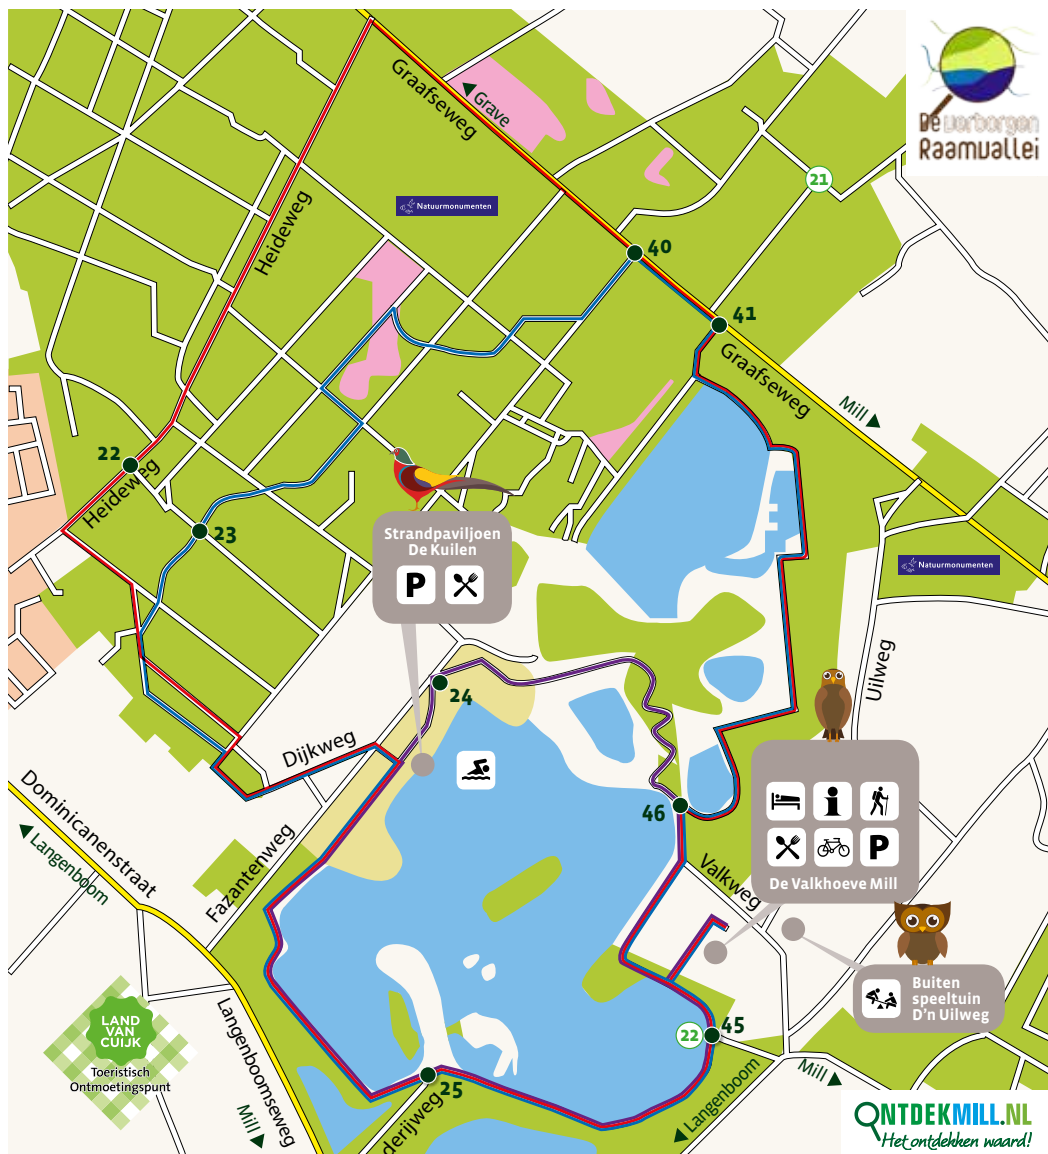 Graafseweg
Grave
De verborgen
Raamvallei
21
Natuurmonumenten
Heideweg
40
41
Graafseweg
Mill
22
Heideweg
23
Strandpaviljoen
De Kuilen
P
Natuurmonumenten
Uilweg
24
Dijkweg
46
Dominicanenstraat
Langenboom
Fazantenweg
Valkweg
P
De Valkhoeve Mill
Buiten
speeltuin
D'n Uilweg
LAND
VAN
CUIJK
Toeristisch
Ontmoetingspunt
Langenboomseweg
Mill
22
45
25
derijweg
Langenboom
Mill
ONTDEKMILL.NL
Het ontdekken waard!